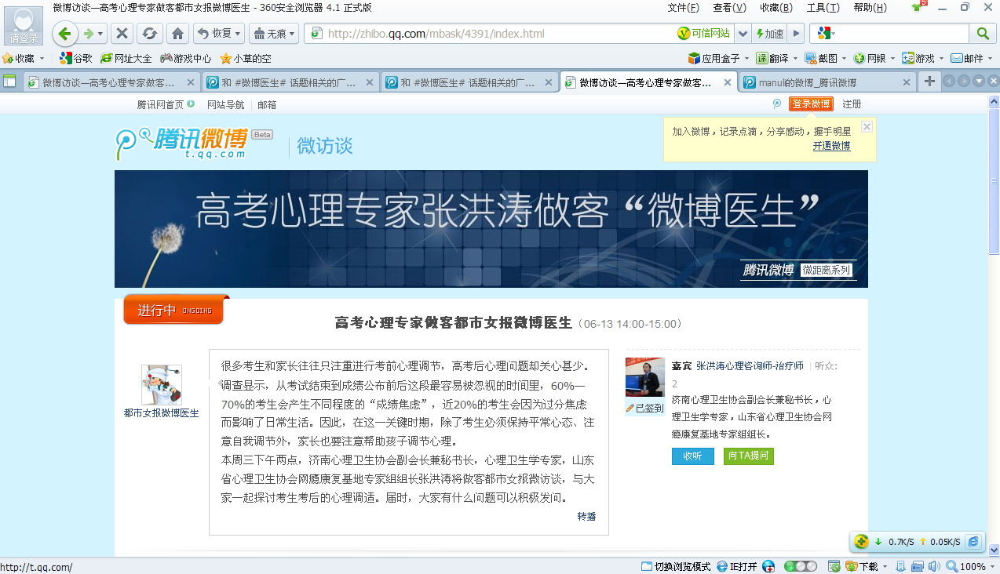 微博访谈—高考心理专家做客都市女报微博医生 - 360安全浏览器 4.1 正式版
文件(F) 查看(V) 收藏(B) 工具(T) 帮助(H)
5
请登录
恢复 无痕 http://zhibo.qq.com/mbask/4391/index.html 可信网站 加速
收藏 谷歌 网址大全 游戏中心 小草的空 应用盒子 翻译 截图 网银 游戏 邮件
微博访谈—高考心理专家做客... 和 #微博医生# 话题相关的广... 和 #微博医生# 话题相关的广... 微博访谈—高考心理专家做客... manuli的微博_腾讯微博
腾讯网首页 网站导航 邮箱 登录微博 注册
加入微博，记录点滴，分享感动，握手明星
开通微博
腾讯微博 Beta
t.qq.com
微访谈
高考心理专家张洪涛做客“微博医生”
腾讯微博 微距离系列
进行中 ONGOING
高考心理专家做客都市女报微博医生（06-13 14:00-15:00）
都市女报微博医生
很多考生和家长往往只注重进行考前心理调节，高考后心理问题却关心甚少。
调查显示，从考试结束到成绩公布前后这段最容易被忽视的时间里，60%—
70%的考生会产生不同程度的“成绩焦虑”，近20%的考生会因为过分焦虑
而影响了日常生活。因此，在这一关键时期，除了考生必须保持平常心态、注
意自我调节外，家长也要注意帮助孩子调节心理。
本周三下午两点，济南心理卫生协会副会长兼秘书长，心理卫生学专家，山东
省心理卫生协会网瘾康复基地专家组组长张洪涛将做客都市女报微访谈，与大
家一起探讨考生考后的心理调适。届时，大家有什么问题可以积极发问。
转播
嘉宾 张洪涛心理咨询师-治疗师 听众:
2
已签到
济南心理卫生协会副会长兼秘书长，心
理卫生学专家，山东省心理卫生协会网
瘾康复基地专家组组长。
收听 向TA提问
0.7K/S 0.05K/S
http://t.qq.com/ 切换浏览模式 IE打开 下载 100%